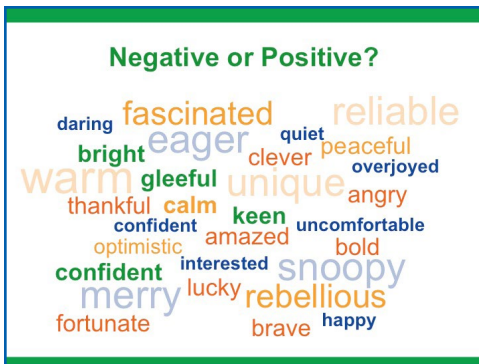 Negative or Positive?
fascinated reliable
daring
eager quiet
peaceful
bright clever
overjoyed
warm gleeful unique
angry
thankful calm
keen
confident uncomfortable
amazed
optimistic bold
interested
confident snoopy
merry lucky rebellious
happy
fortunate brave